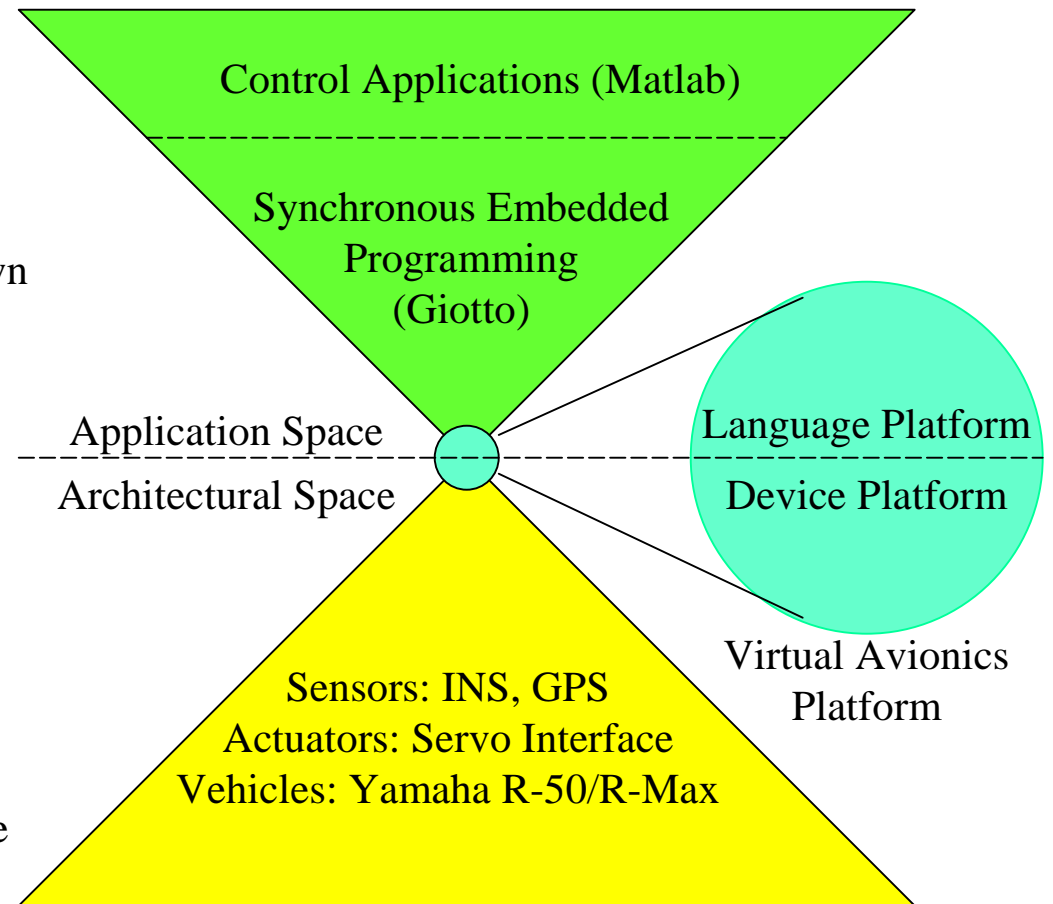 Control Applications (Matlab)
Synchronous Embedded
Programming
(Giotto)
Application Space
Architectural Space
Language Platform
Device Platform
Virtual Avionics
Platform
Sensors: INS, GPS
Actuators: Servo Interface
Vehicles: Yamaha R-50/R-Max